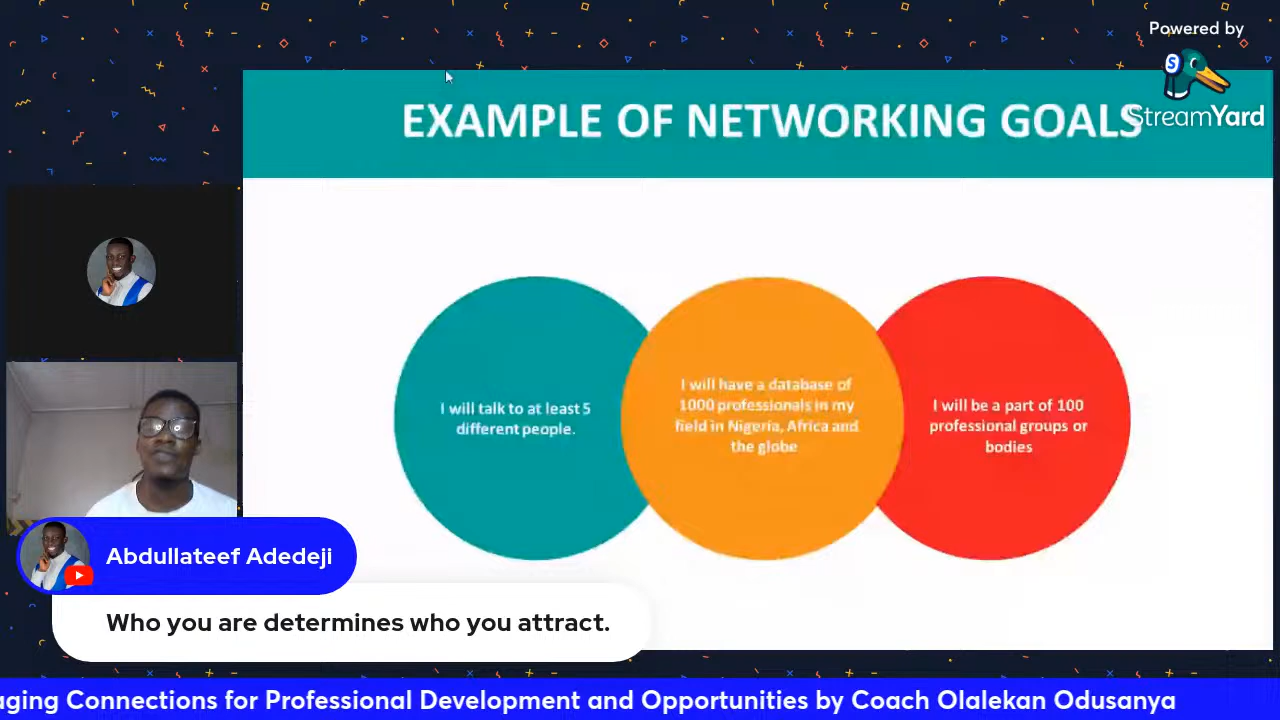 Powered by
StreamYard
EXAMPLE OF NETWORKING GOALS
I will talk to at least 5
different people.
I will have a database of
1000 professionals in my
field in Nigeria, Africa and
the globe
I will be a part of 100
professional groups or
bodies
Abdullateef Adedeji
Who you are determines who you attract.
aging Connections for Professional Development and Opportunities by Coach Olalekan Odusanya